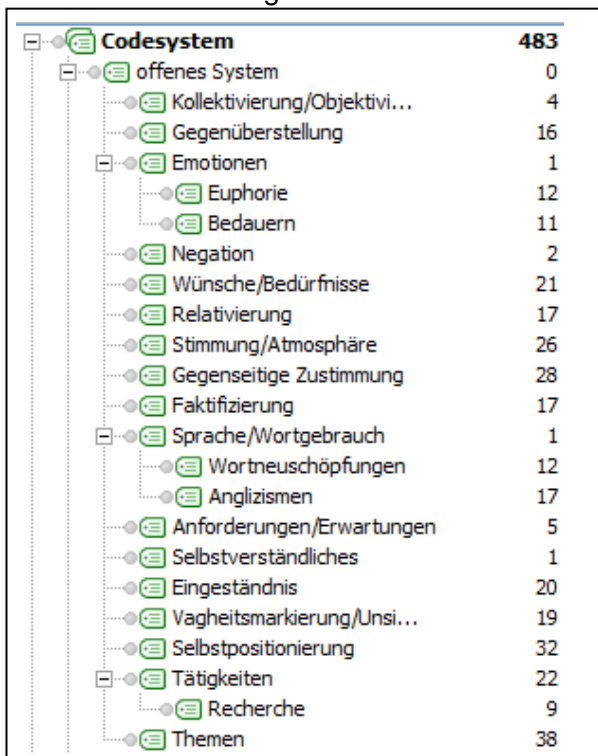 Codesystem 483
offenes System 0
Kollektivierung/Objektivi... 4
Gegenüberstellung 16
Emotionen 1
Euphorie 12
Bedauern 11
Negation 2
Wünsche/Bedürfnisse 21
Relativierung 17
Stimmung/Atmosphäre 26
Gegenseitige Zustimmung 28
Faktifizierung 17
Sprache/Wortgebrauch 1
Wortneuschöpfungen 12
Anglizismen 17
Anforderungen/Erwartungen 5
Selbstverständliches 1
Eingeständnis 20
Vagheitsmarkierung/Unsi... 19
Selbstpositionierung 32
Tätigkeiten 22
Recherche 9
Themen 38